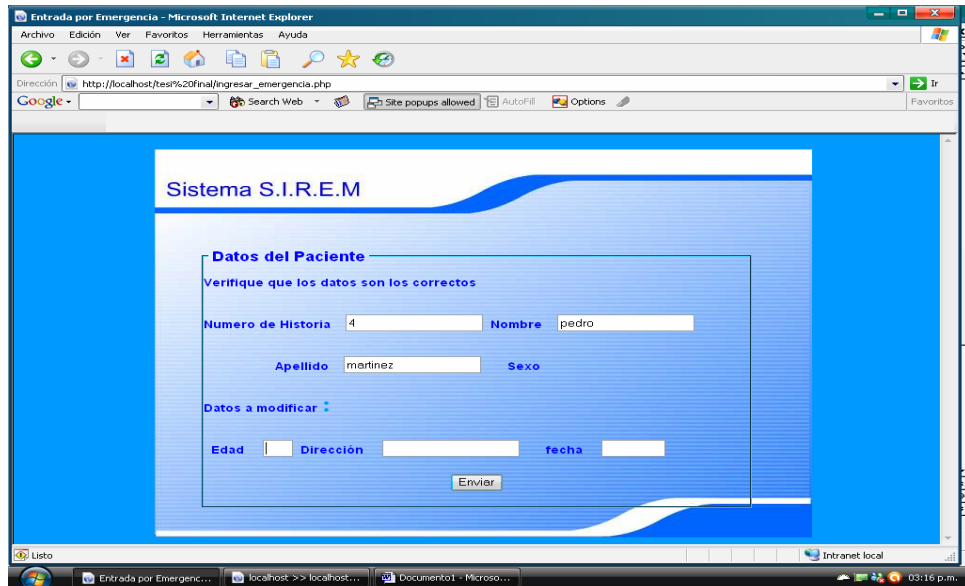 Entrada por Emergencia - Microsoft Internet Explorer
Archivo Edición Ver Favoritos Herramientas Ayuda
Dirección http://localhost/tesi%20final/ingresar_emergencia.php Ir
Google Search Web Site popups allowed AutoFill Options Favoritos
Sistema S.I.R.E.M
Datos del Paciente
Verifique que los datos son los correctos
Numero de Historia 4 Nombre pedro
Apellido martinez Sexo
Datos a modificar :
Edad Dirección fecha
Enviar
Listo Intranet local
Entrada por Emergenc... localhost >> localhost... Documento1 - Microso... 03:16 p.m.